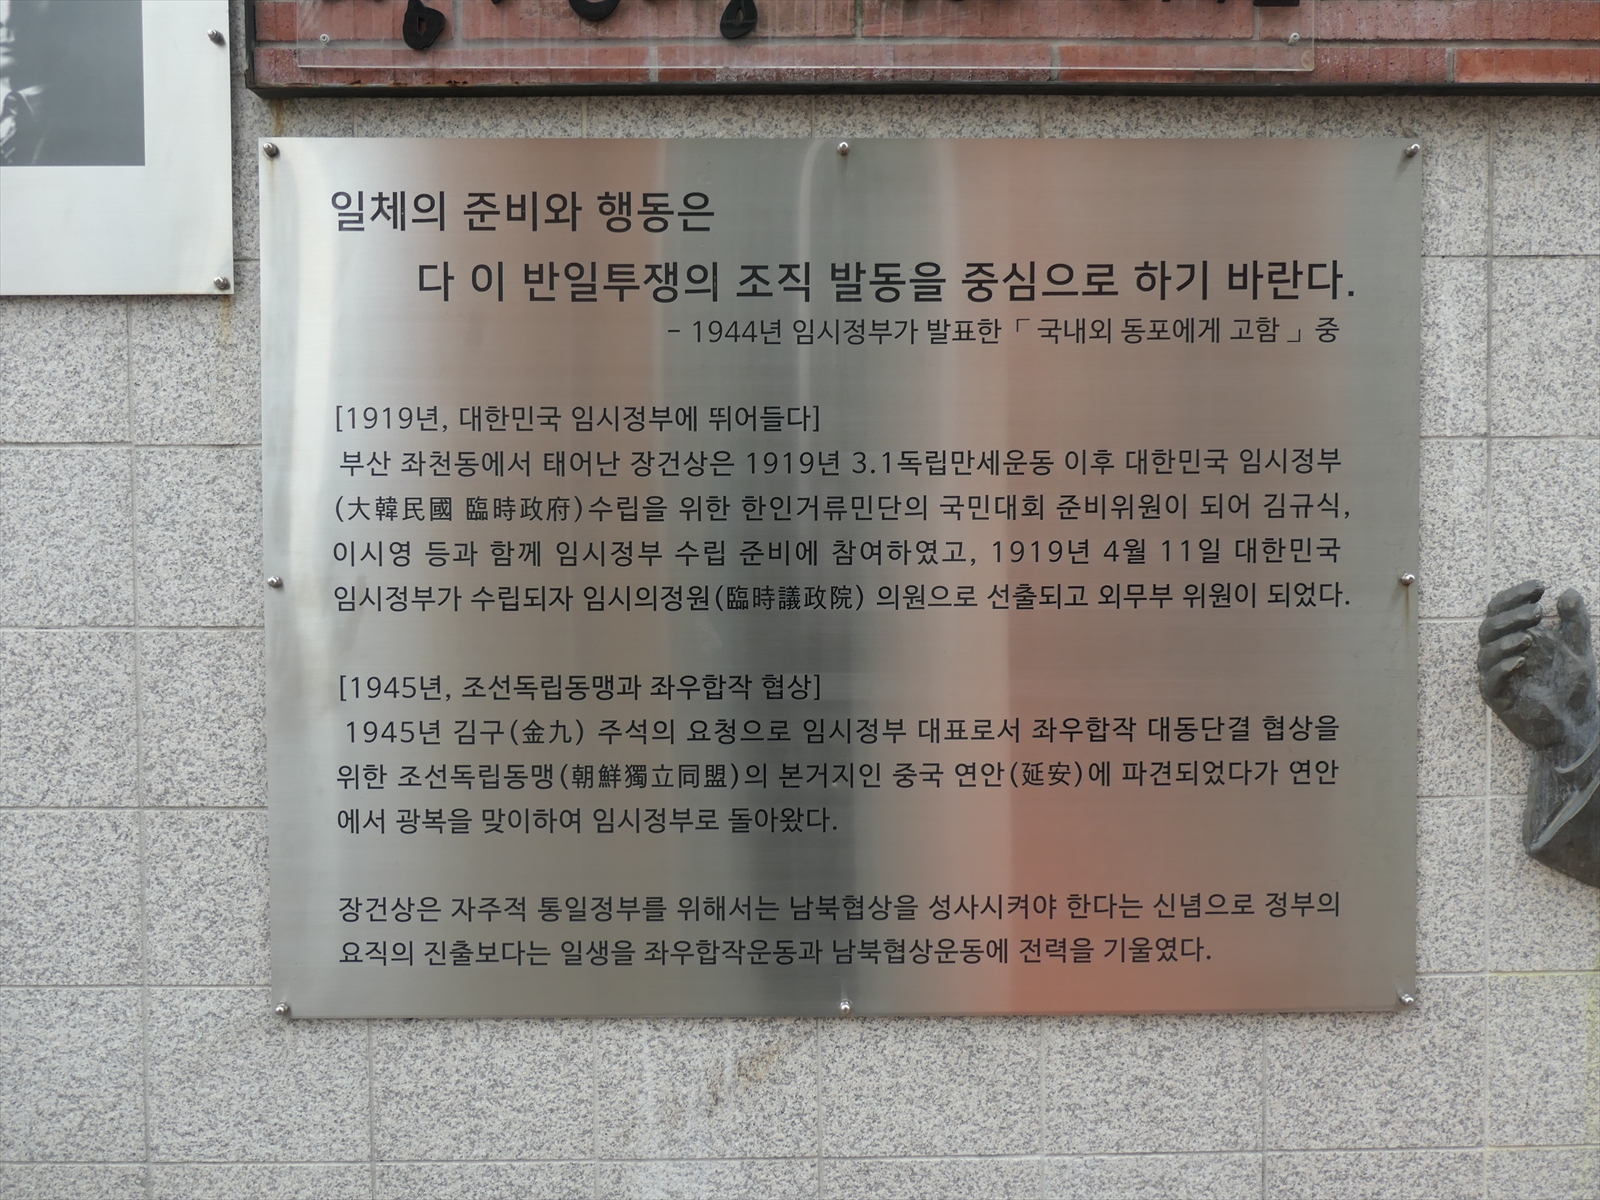 일체의 준비와 행동은
다 이 반일투쟁의 조직 발동을 중심으로 하기 바란다.
- 1944년 임시정부가 발표한 「 국내외 동포에게 고함 」 중
[1919년, 대한민국 임시정부에 뛰어들다]
부산 좌천동에서 태어난 장건상은 1919년 3.1독립만세운동 이후 대한민국 임시정부
(大韓民國 臨時政府)수립을 위한 한인거류민단의 국민대회 준비위원이 되어 김규식,
이시영 등과 함께 임시정부 수립 준비에 참여하였고, 1919년 4월 11일 대한민국
임시정부가 수립되자 임시의정원(臨時議政院) 의원으로 선출되고 외무부 위원이 되었다.
[1945년, 조선독립동맹과 좌우합작 협상]
1945년 김구(金九) 주석의 요청으로 임시정부 대표로서 좌우합작 대동단결 협상을
위한 조선독립동맹(朝鮮獨立同盟)의 본거지인 중국 연안(延安)에 파견되었다가 연안
에서 광복을 맞이하여 임시정부로 돌아왔다.
장건상은 자주적 통일정부를 위해서는 남북협상을 성사시켜야 한다는 신념으로 정부의
요직의 진출보다는 일생을 좌우합작운동과 남북협상운동에 전력을 기울였다.